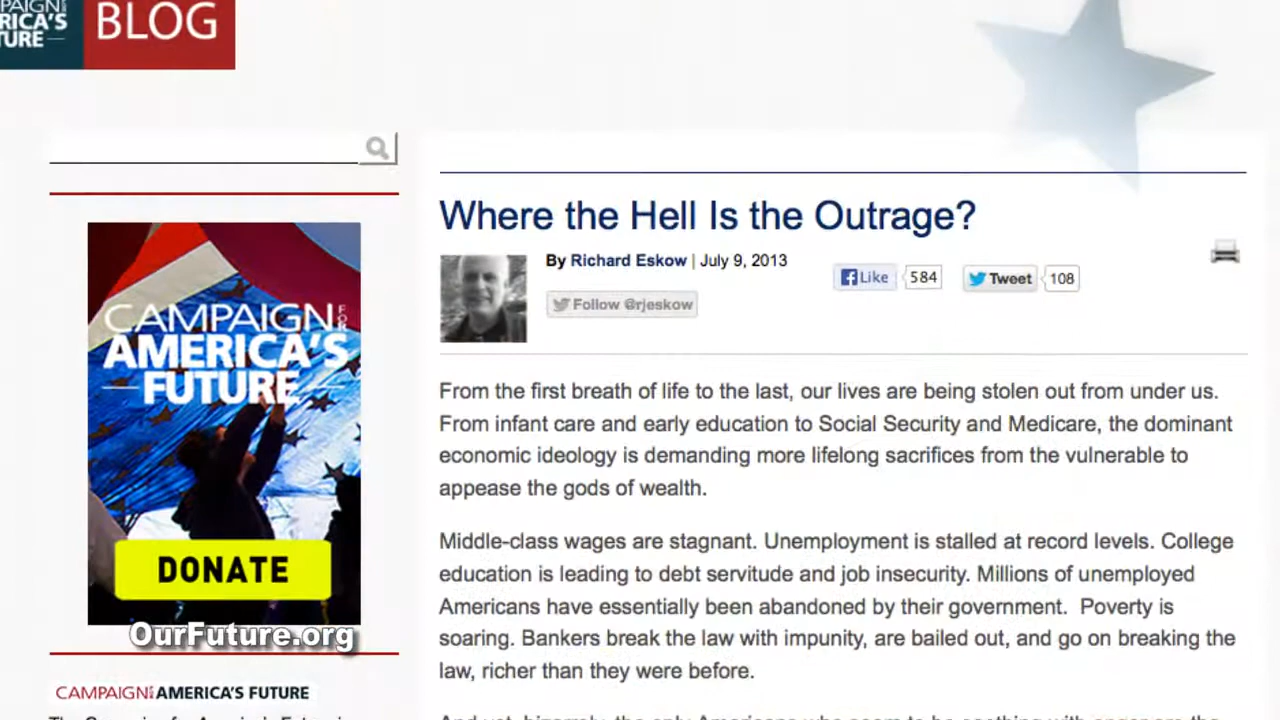 PAIGN
RICA'S
TURE
BLOG
Where the Hell Is the Outrage?
By Richard Eskow | July 9, 2013
Like 584
Tweet 108
Follow @rjeskow
CAMPAIGN FOR
AMERICA'S
FUTURE
DONATE
OurFuture.org
CAMPAIGN FOR AMERICA'S FUTURE
From the first breath of life to the last, our lives are being stolen out from under us.
From infant care and early education to Social Security and Medicare, the dominant
economic ideology is demanding more lifelong sacrifices from the vulnerable to
appease the gods of wealth.
Middle-class wages are stagnant. Unemployment is stalled at record levels. College
education is leading to debt servitude and job insecurity. Millions of unemployed
Americans have essentially been abandoned by their government. Poverty is
soaring. Bankers break the law with impunity, are bailed out, and go on breaking the
law, richer than they were before.